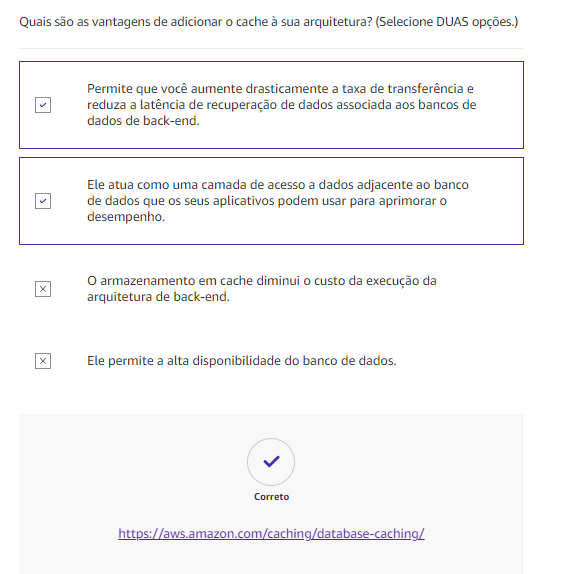 Quais são as vantagens de adicionar o cache à sua arquitetura? (Selecione DUAS opções.)
Permite que você aumente drasticamente a taxa de transferência e
reduza a latência de recuperação de dados associada aos bancos de
dados de back-end.
Ele atua como uma camada de acesso a dados adjacente ao banco
de dados que os seus aplicativos podem usar para aprimorar o
desempenho.
O armazenamento em cache diminui o custo da execução da
arquitetura de back-end.
Ele permite a alta disponibilidade do banco de dados.
Correto
https://aws.amazon.com/caching/database-caching/